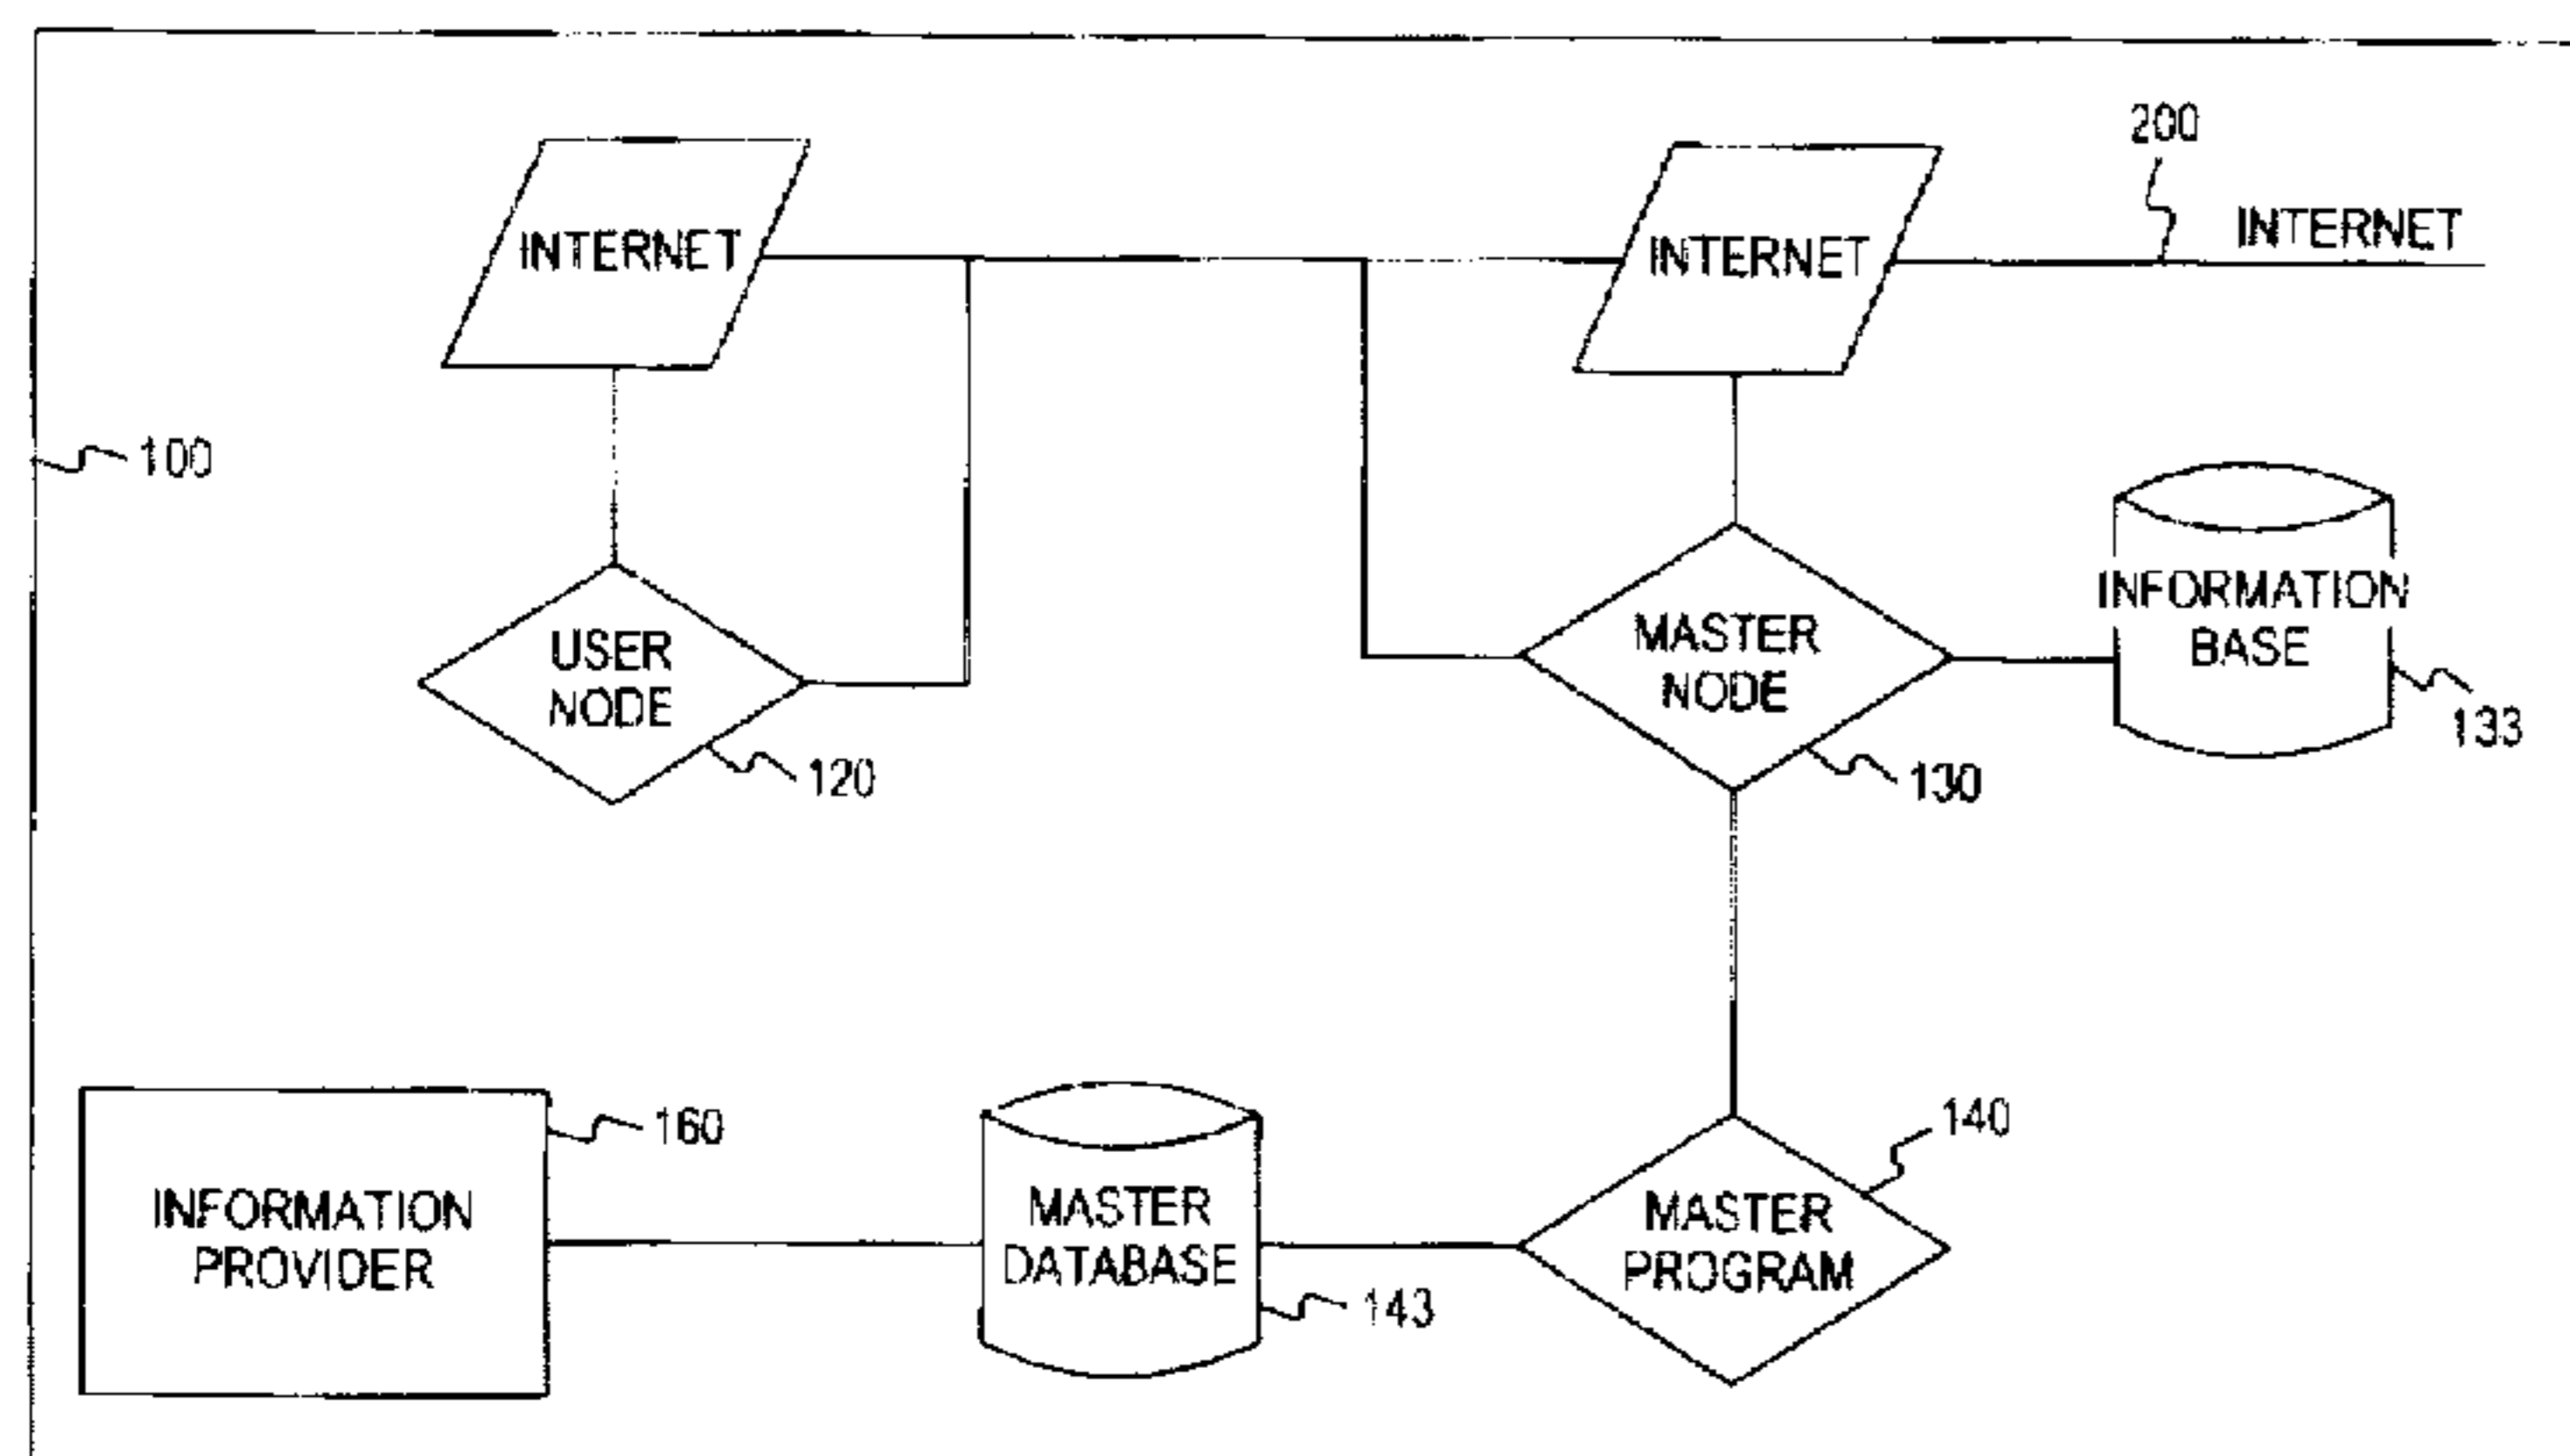 200
INTERNET
INTERNET
INTERNET
100
INFORMATION
BASE
USER
NODE
MASTER
NODE
133
120
130
160
140
INFORMATION
PROVIDER
MASTER
DATABASE
MASTER
PROGRAM
143